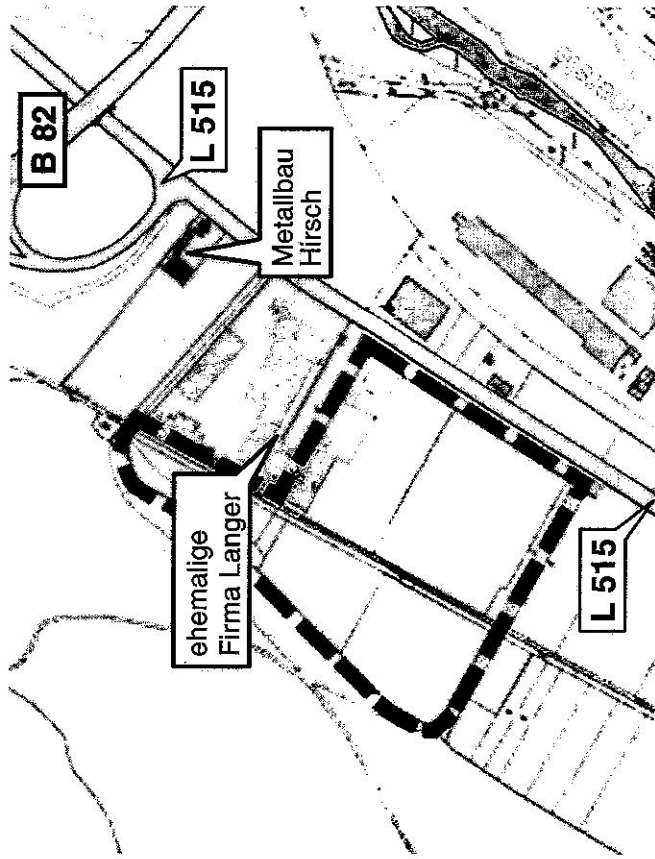 B 82
L 515
Metallbau
Hirsch
ehemalige
Firma Langer
L 515